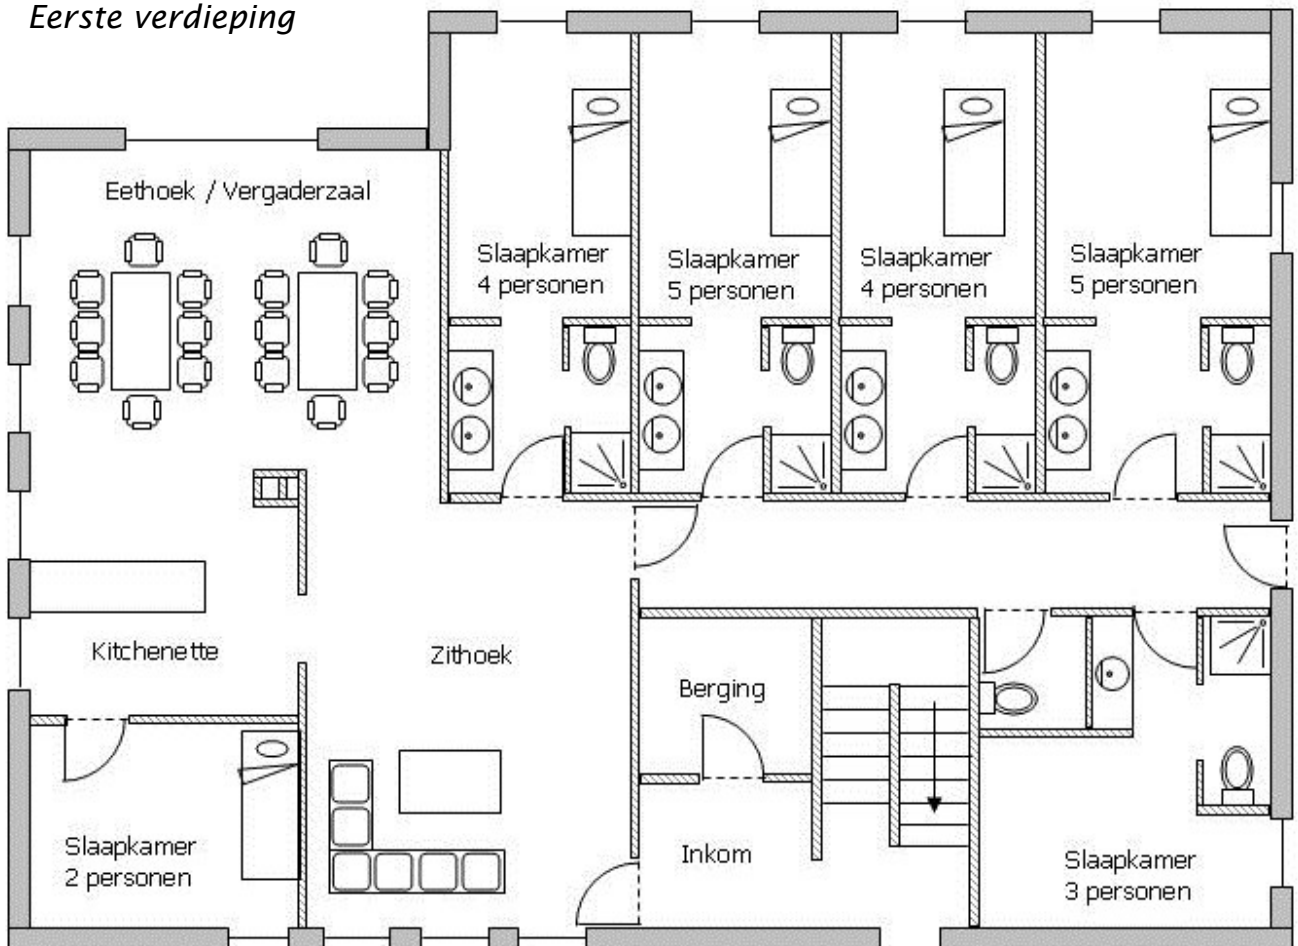 Eerste verdieping
Eethoek / Vergaderzaal
Slaapkamer
4 personen
Slaapkamer
5 personen
Slaapkamer
4 personen
Slaapkamer
5 personen
Kitchenette
Zithoek
Berging
Inkom
Slaapkamer
2 personen
Slaapkamer
3 personen